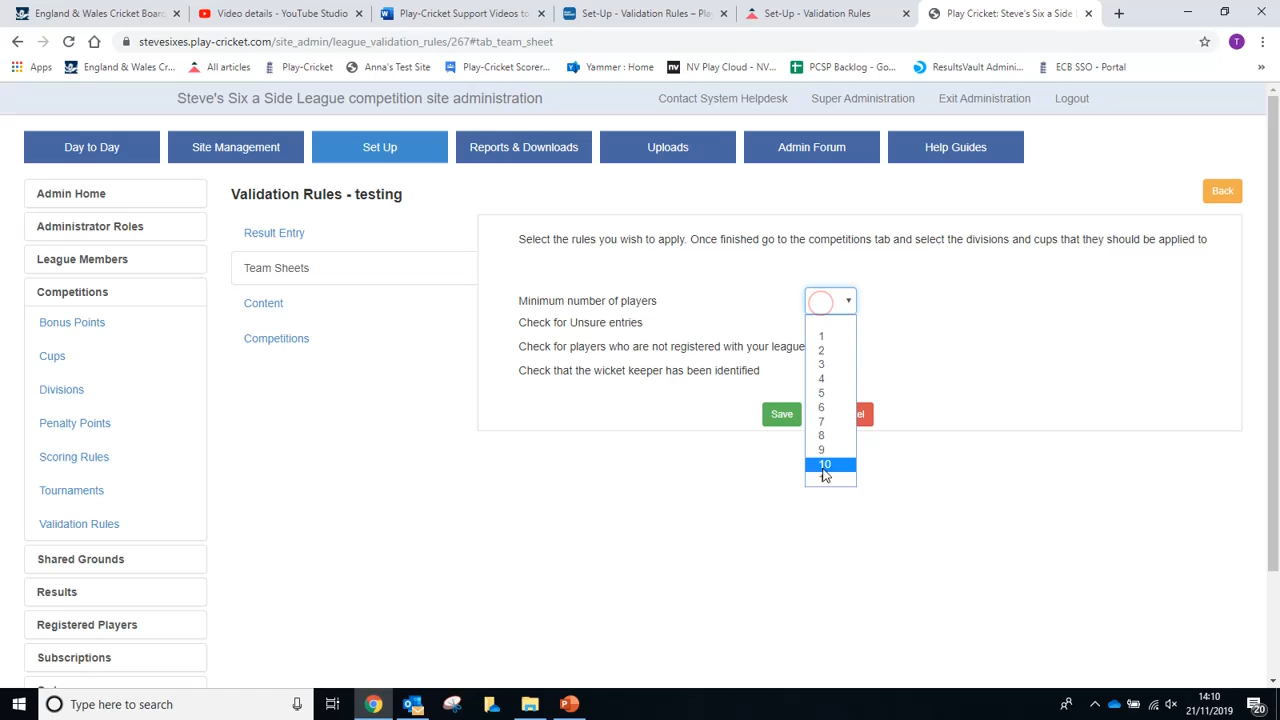 England & Wales Cricket Board
Video details - YouTube Studio
Play-Cricket Support Videos to
Set-Up - Validation Rules – Play
Set-Up - Validation Rules
Play Cricket: Steve's Six a Side L
stevesixes.play-cricket.com/site_admin/league_validation_rules/267#tab_team_sheet
T
Apps
England & Wales Cr...
All articles
Play-Cricket
Anna's Test Site
Play-Cricket Scorer...
Yammer : Home
NV Play Cloud - NV...
PCSP Backlog - Go...
ResultsVault Admini...
ECB SSO - Portal
Steve's Six a Side League competition site administration
Contact System Helpdesk
Super Administration
Exit Administration
Logout
Day to Day
Site Management
Set Up
Reports & Downloads
Uploads
Admin Forum
Help Guides
Admin Home
Administrator Roles
League Members
Competitions
Bonus Points
Cups
Divisions
Penalty Points
Scoring Rules
Tournaments
Validation Rules
Shared Grounds
Results
Registered Players
Subscriptions
Validation Rules - testing
Back
Result Entry
Team Sheets
Content
Competitions
Select the rules you wish to apply. Once finished go to the competitions tab and select the divisions and cups that they should be applied to
Minimum number of players
Check for Unsure entries
Check for players who are not registered with your league
Check that the wicket keeper has been identified
1
2
3
4
5
6
7
8
9
10
Save
Type here to search
14:10
21/11/2019
20